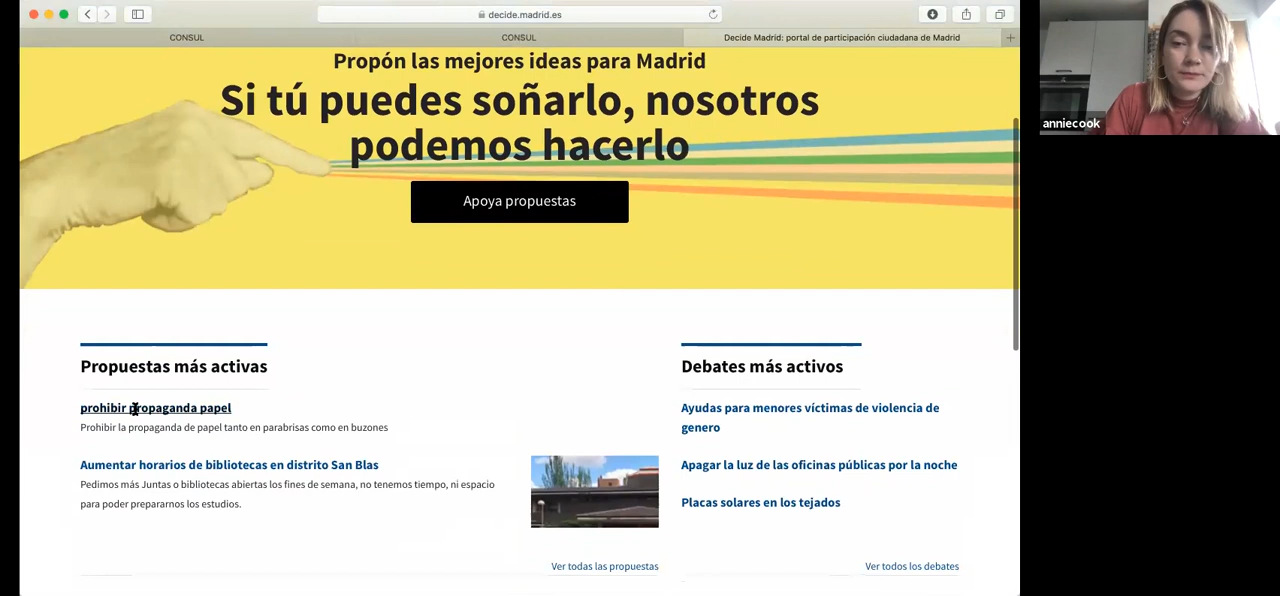 decide.madrid.es
CONSUL
CONSUL
Decide Madrid: portal de participación ciudadana de Madrid
anniecook
Propón las mejores ideas para Madrid
Si tú puedes soñarlo, nosotros
podemos hacerlo
Apoya propuestas
Propuestas más activas
prohibir propaganda papel
Prohibir la propaganda de papel tanto en parabrisas como en buzones
Aumentar horarios de bibliotecas en distrito San Blas
Pedimos más Juntas o bibliotecas abiertas los fines de semana, no tenemos tiempo, ni espacio
para poder prepararnos los estudios.
Ver todas las propuestas
Debates más activos
Ayudas para menores víctimas de violencia de
genero
Apagar la luz de las oficinas públicas por la noche
Placas solares en los tejados
Ver todos los debates